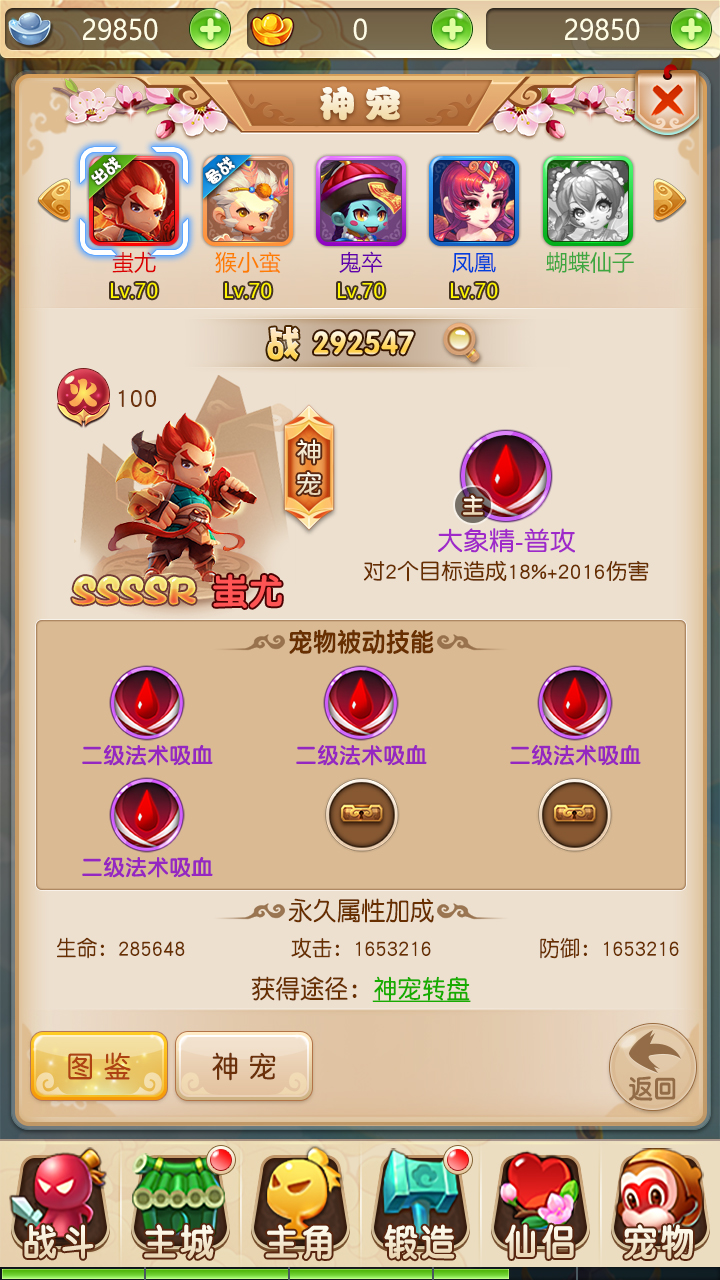 29850 0 29850
神宠
出战 备战
蚩尤 猴小蛮 鬼卒 凤凰 蝴蝶仙子
Lv.70 Lv.70 Lv.70 Lv.70
战 292547
火 100
神宠
主
大象精-普攻
对2个目标造成18%+2016伤害
SSSSR 蚩尤
宠物被动技能
二级法术吸血 二级法术吸血 二级法术吸血
二级法术吸血
永久属性加成
生命：285648 攻击：1653216 防御：1653216
获得途径：神宠转盘
图鉴 神宠 返回
战斗 主城 主角 锻造 仙侣 宠物